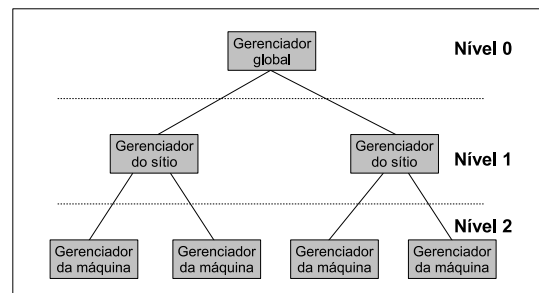 Gerenciador
global
Nível 0
Gerenciador
do sítio
Gerenciador
do sítio
Nível 1
Nível 2
Gerenciador
da máquina
Gerenciador
da máquina
Gerenciador
da máquina
Gerenciador
da máquina